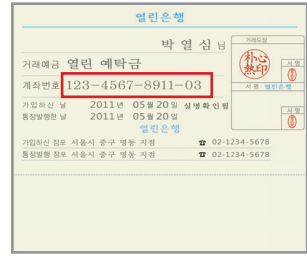 열린은행
박 열 심 님
거래도장
거래예금 열린 예탁금
계좌번호 123-4567-8911-03
서 명
朴心
熱印
서 명 열린은행
가입하신 날 2011년 05월 20일 실명확인필
통장발행한 날 2011년 05월 20일
서 명
열린은행
가입하신 점포 서울시 중구 명동 지점 ☎ 02-1234-5678
통장발행 점포 서울시 중구 명동 지점 ☎ 02-1234-5678